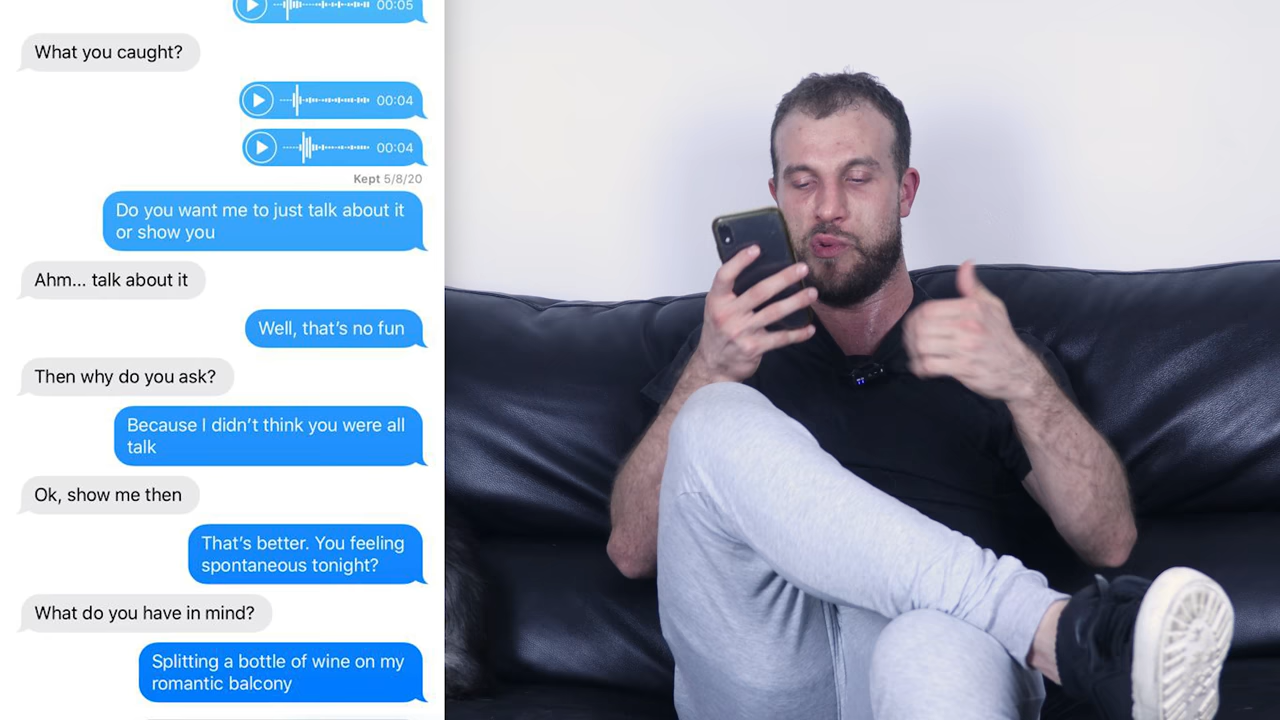 00:05
What you caught?
00:04
00:04
Kept 5/8/20
Do you want me to just talk about it
or show you
Ahm... talk about it
Well, that's no fun
Then why do you ask?
Because I didn't think you were all
talk
Ok, show me then
That's better. You feeling
spontaneous tonight?
What do you have in mind?
Splitting a bottle of wine on my
romantic balcony